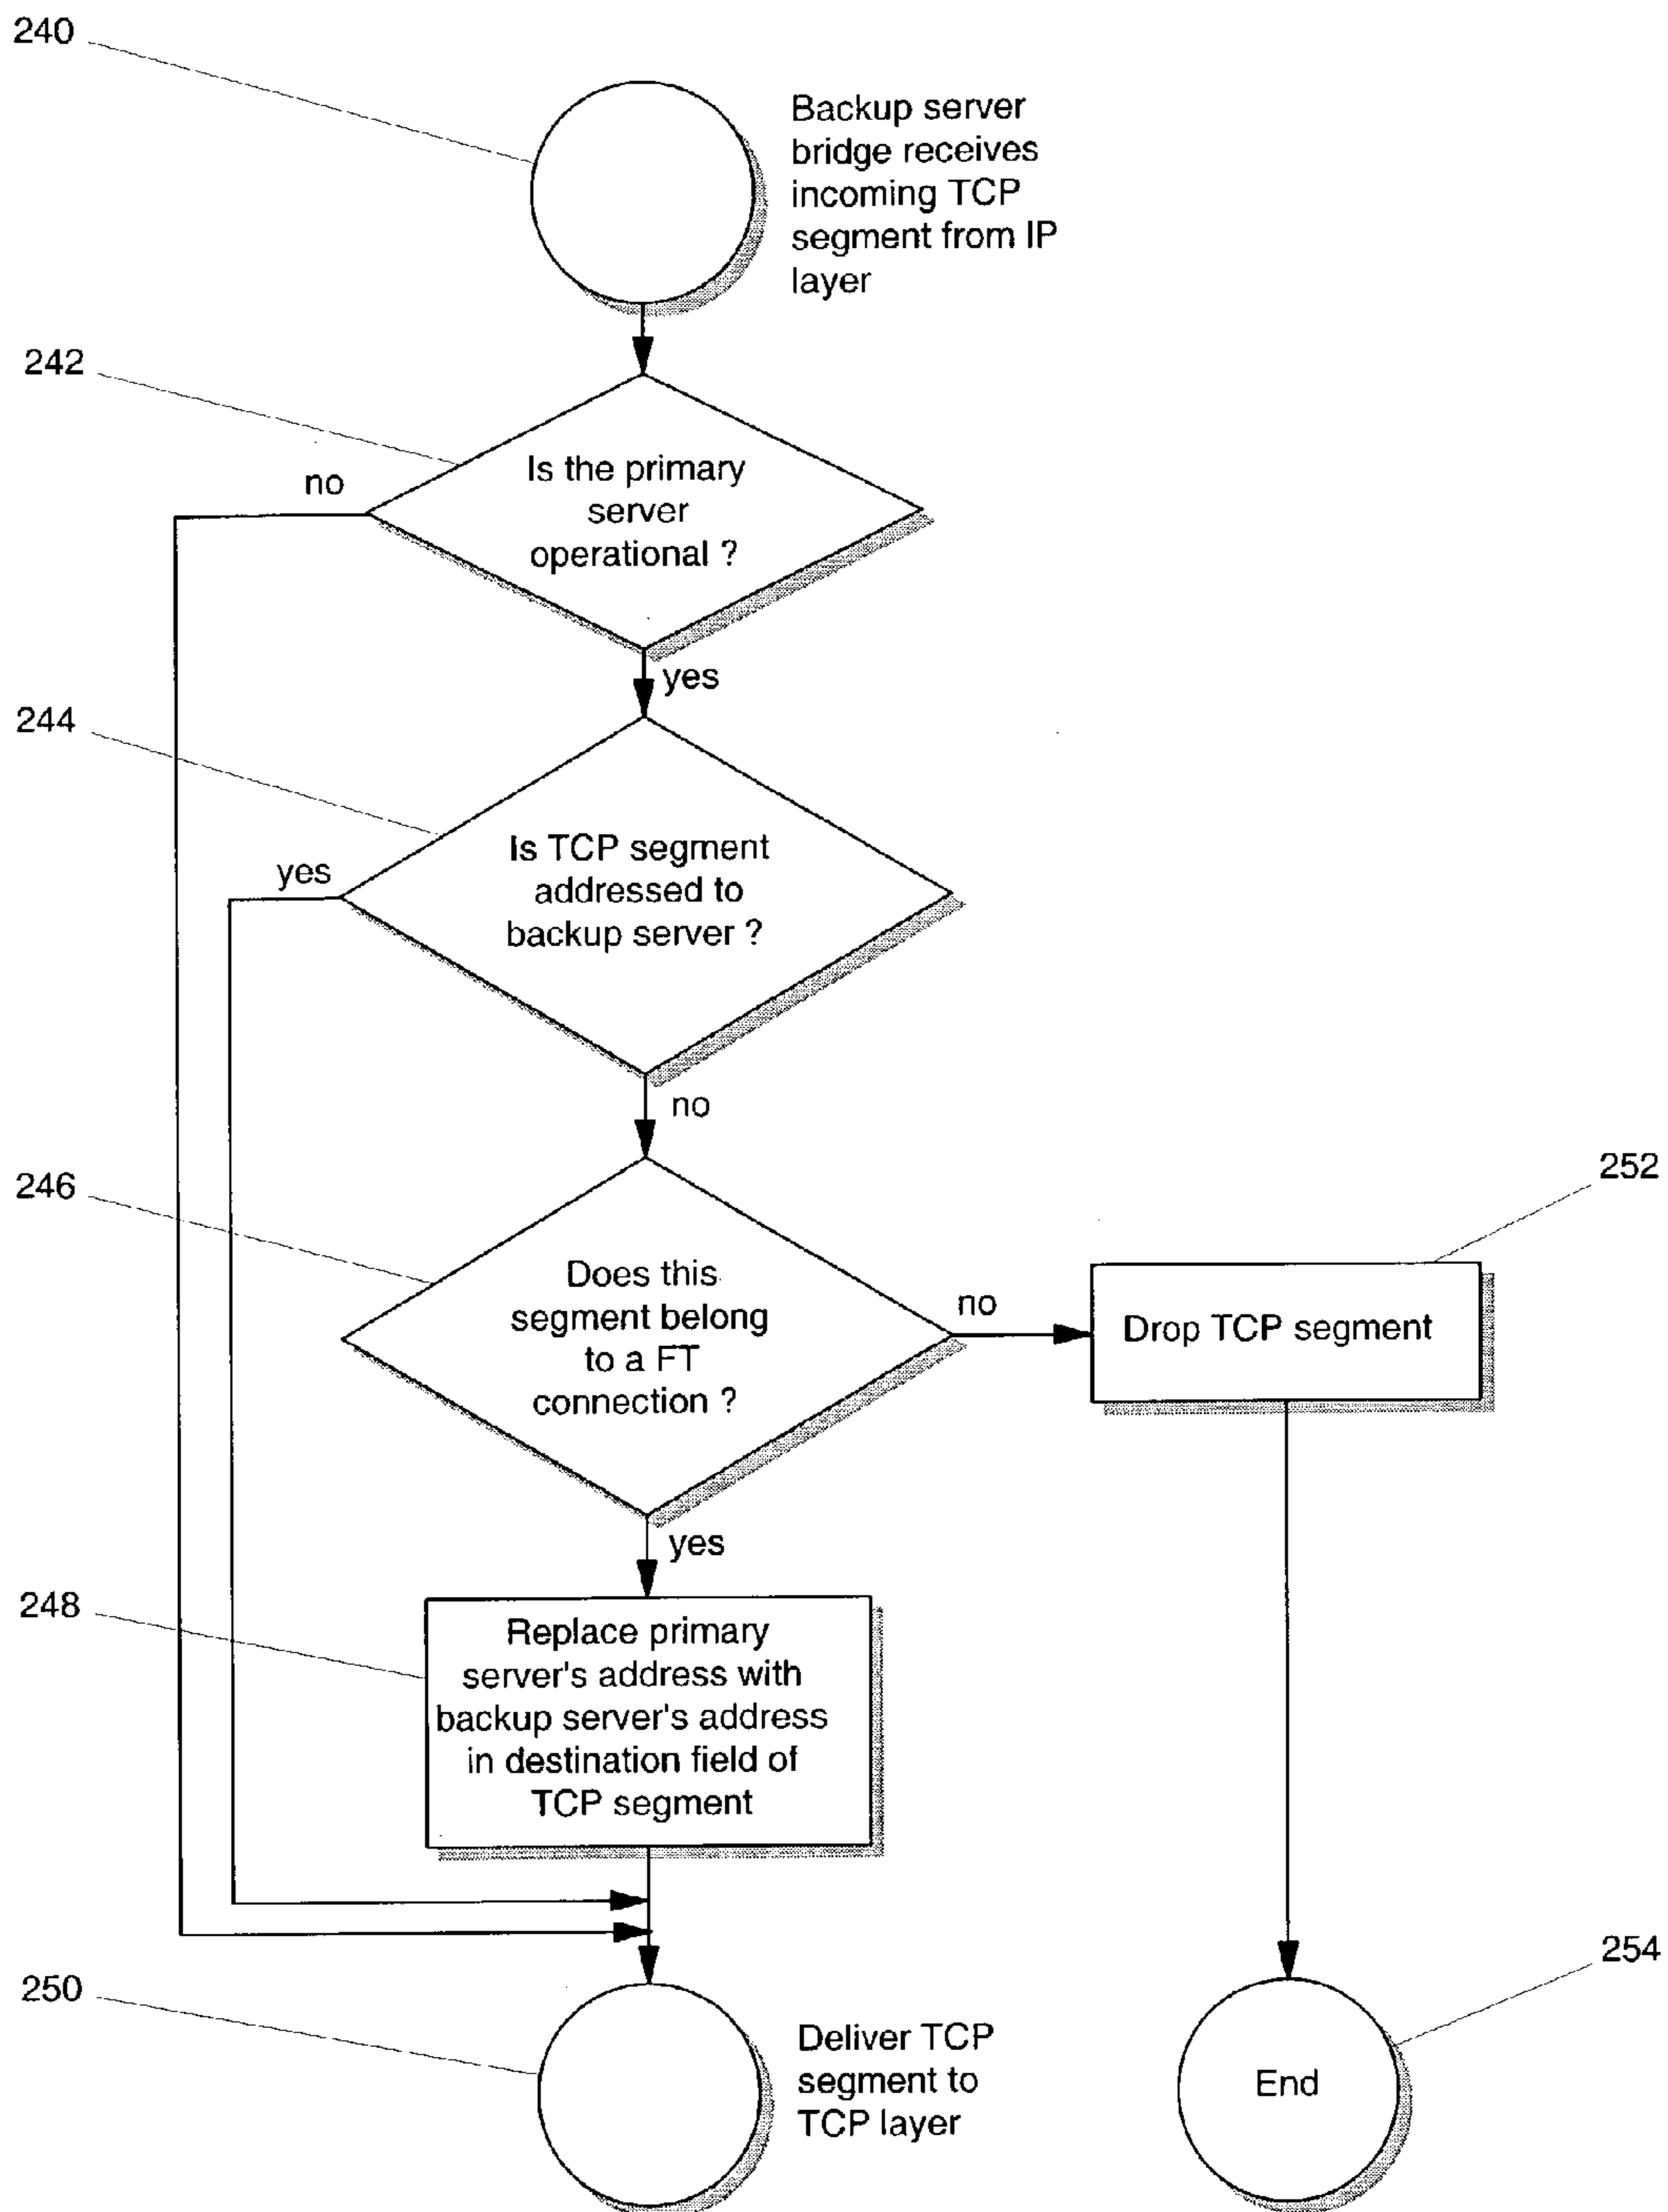 240
Backup server
bridge receives
incoming TCP
segment from IP
layer
242
no
Is the primary
server
operational ?
yes
244
yes
Is TCP segment
addressed to
backup server ?
no
246
252
Does this
segment belong
to a FT
connection ?
no
Drop TCP segment
yes
248
Replace primary
server's address with
backup server's address
in destination field of
TCP segment
250
254
Deliver TCP
segment to
TCP layer
End